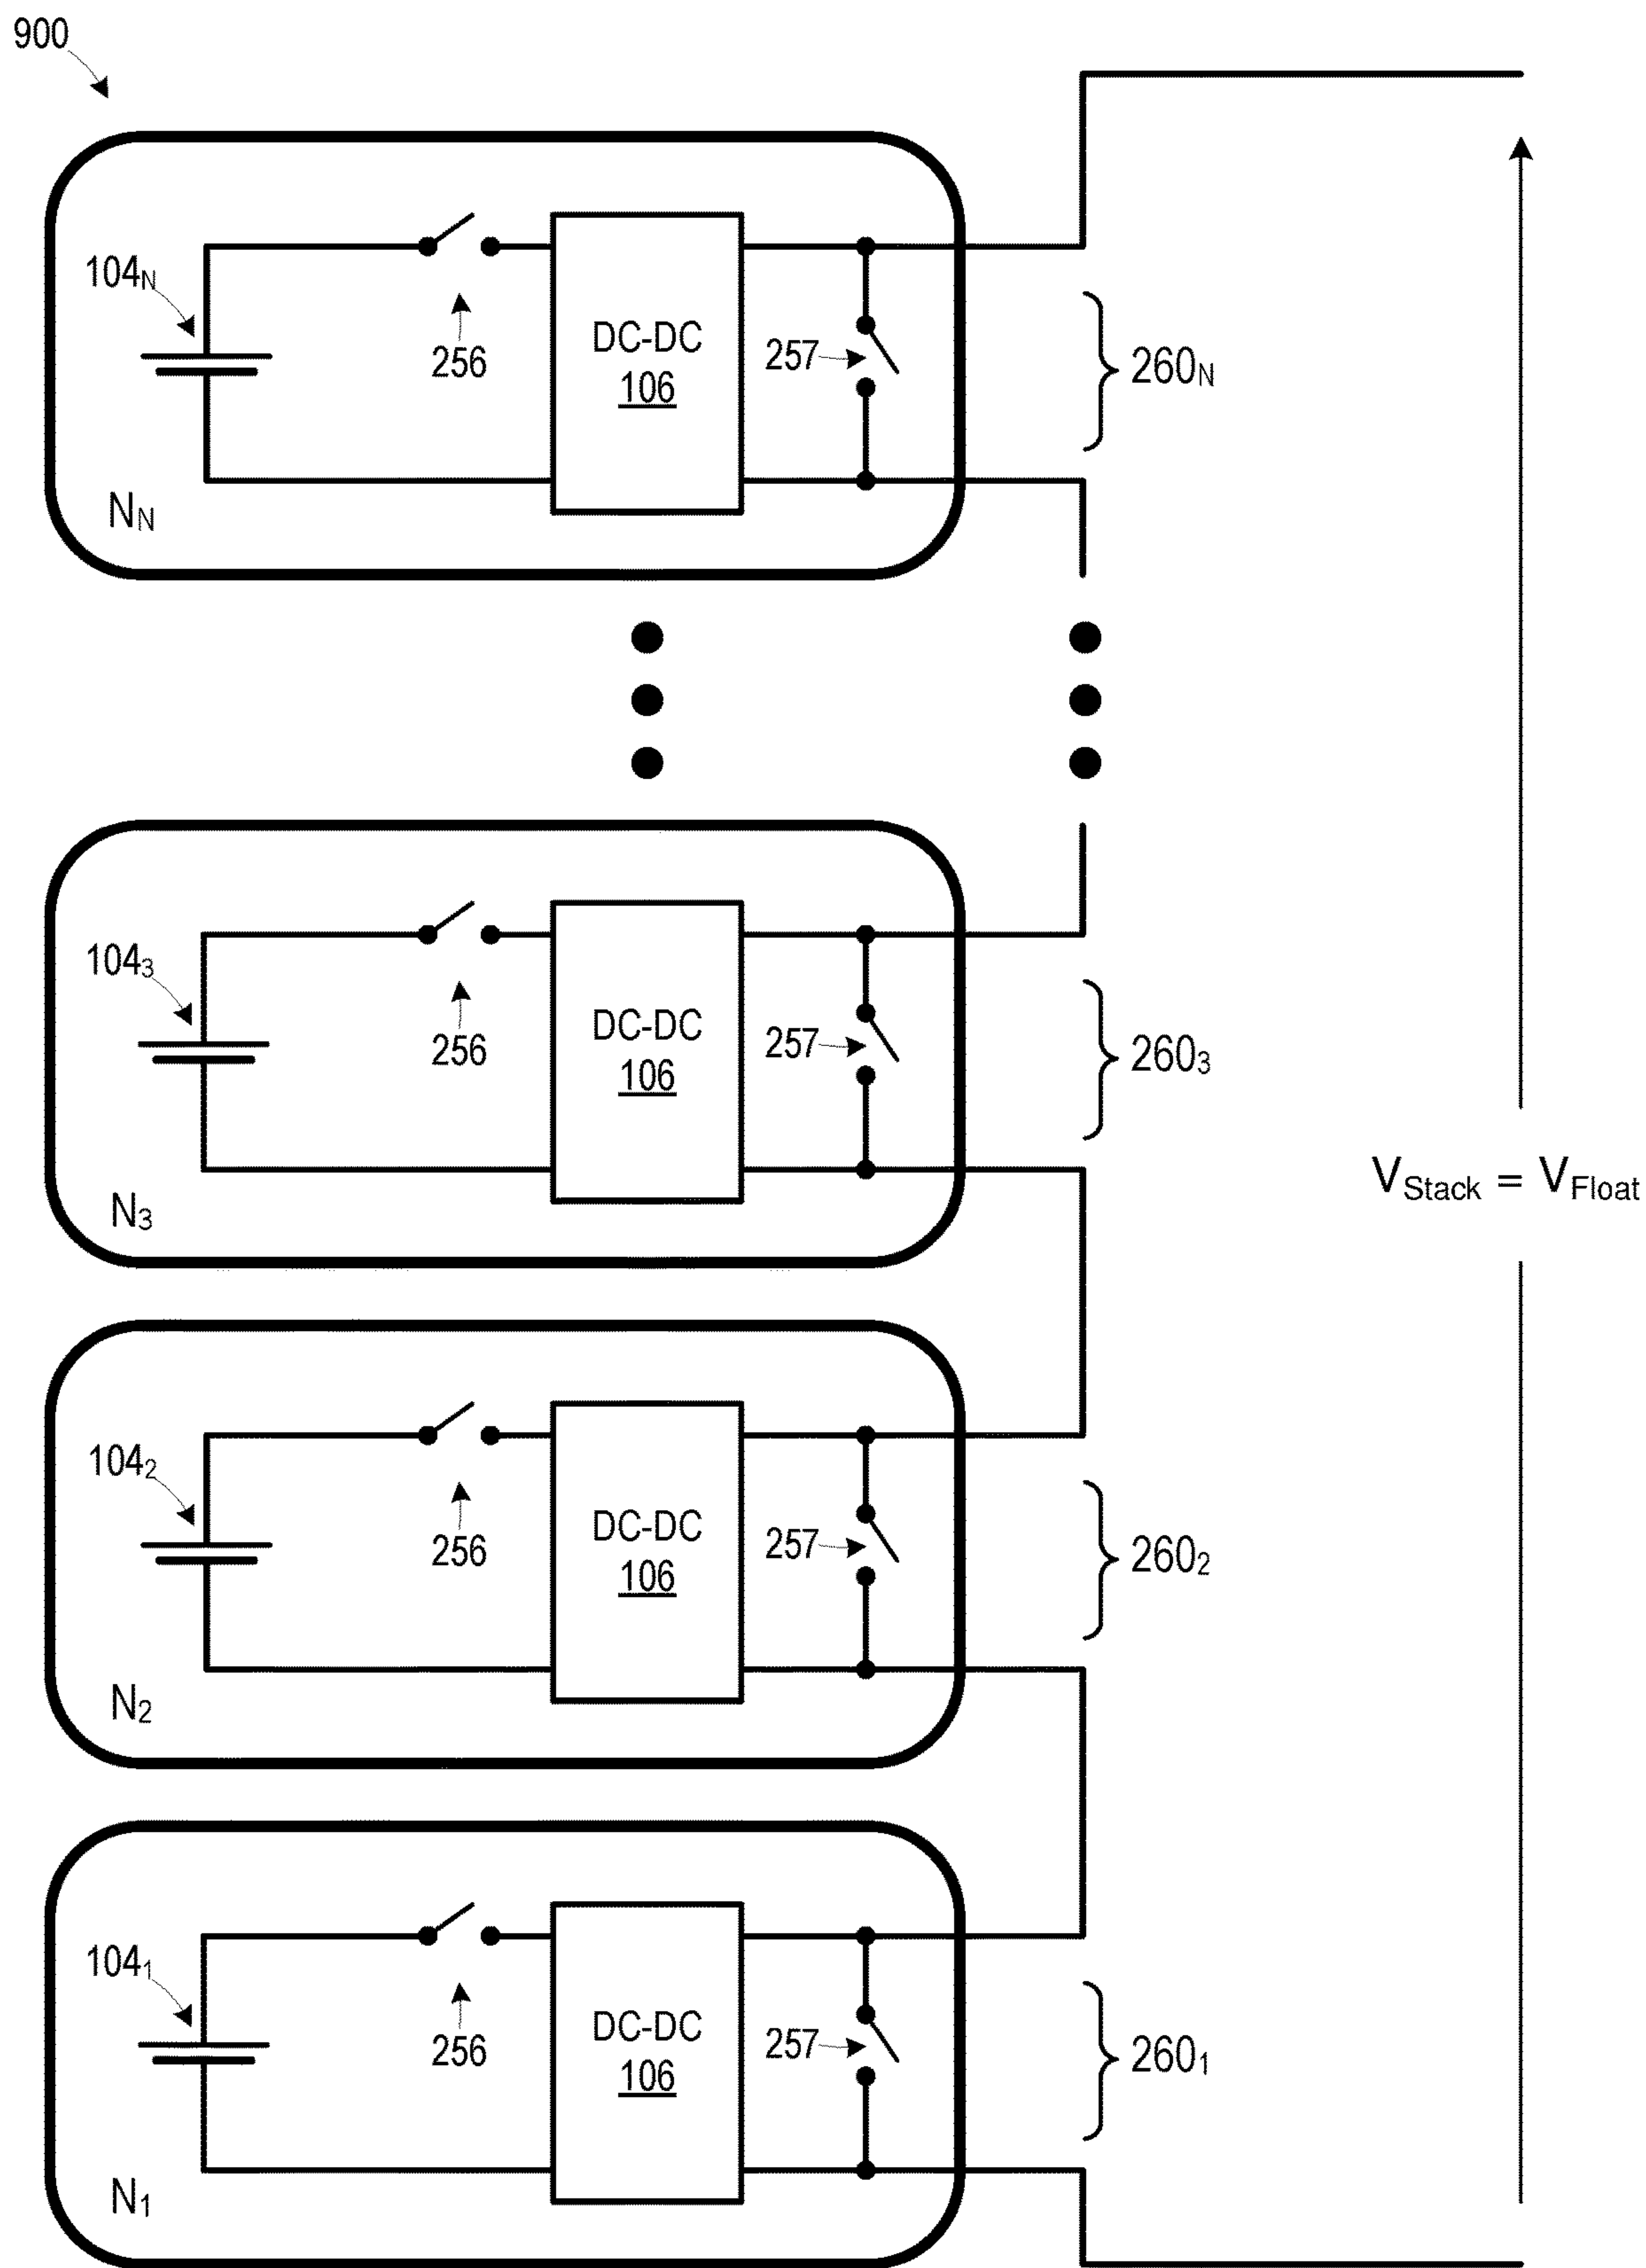 900
104N
256
DC-DC
106
257
260N
NN
1043
256
DC-DC
106
257
2603
N3
VStack = VFloat
1042
256
DC-DC
106
257
2602
N2
1041
256
DC-DC
106
257
2601
N1